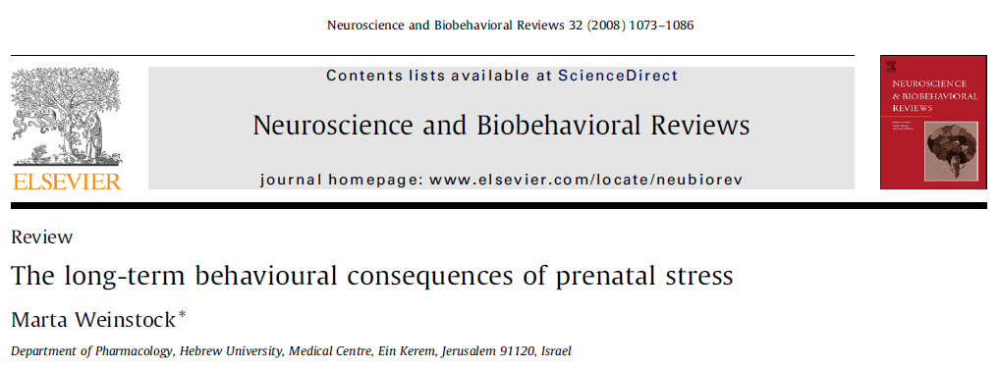 Neuroscience and Biobehavioral Reviews 32 (2008) 1073–1086
Contents lists available at ScienceDirect
Neuroscience and Biobehavioral Reviews
journal homepage: www.elsevier.com/locate/neubiorev
ELSEVIER
NEUROSCIENCE
& BIOBEHAVIORAL
REVIEWS
Review
The long-term behavioural consequences of prenatal stress
Marta Weinstock*
Department of Pharmacology, Hebrew University, Medical Centre, Ein Kerem, Jerusalem 91120, Israel